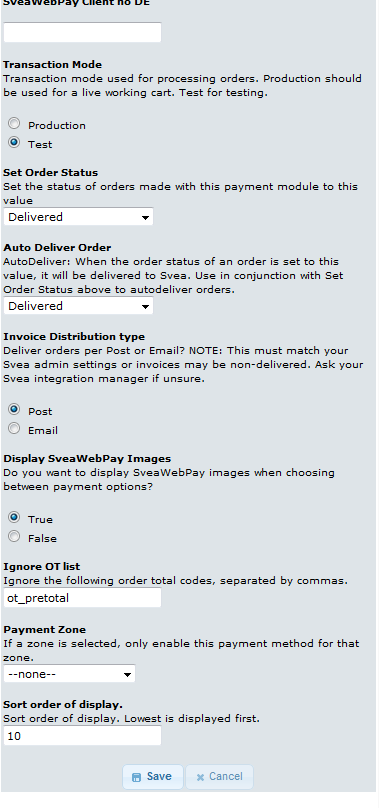 SveaWebPay Client no DE
Transaction Mode
Transaction mode used for processing orders. Production should
be used for a live working cart. Test for testing.
Production
Test
Set Order Status
Set the status of orders made with this payment module to this
value
Delivered
Auto Deliver Order
AutoDeliver: When the order status of an order is set to this
value, it will be delivered to Svea. Use in conjunction with Set
Order Status above to autodeliver orders.
Delivered
Invoice Distribution type
Deliver orders per Post or Email? NOTE: This must match your
Svea admin settings or invoices may be non-delivered. Ask your
Svea integration manager if unsure.
Post
Email
Display SveaWebPay Images
Do you want to display SveaWebPay images when choosing
between payment options?
True
False
Ignore OT list
Ignore the following order total codes, separated by commas.
ot_pretotal
Payment Zone
If a zone is selected, only enable this payment method for that
zone.
--none--
Sort order of display.
Sort order of display. Lowest is displayed first.
10
Save Cancel